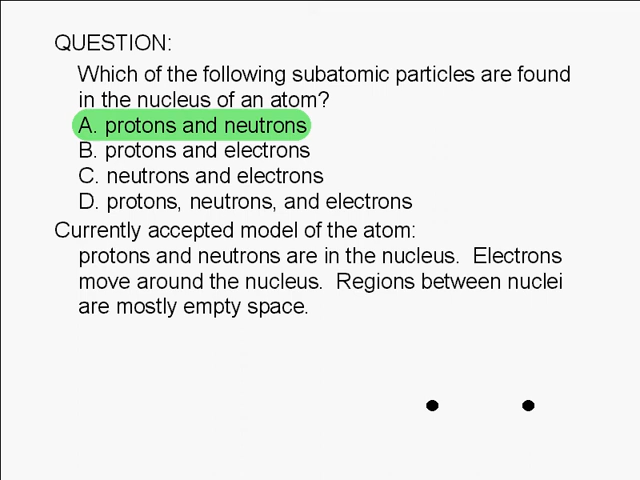 QUESTION:
Which of the following subatomic particles are found
in the nucleus of an atom?
A. protons and neutrons
B. protons and electrons
C. neutrons and electrons
D. protons, neutrons, and electrons
Currently accepted model of the atom:
protons and neutrons are in the nucleus. Electrons
move around the nucleus. Regions between nuclei
are mostly empty space.